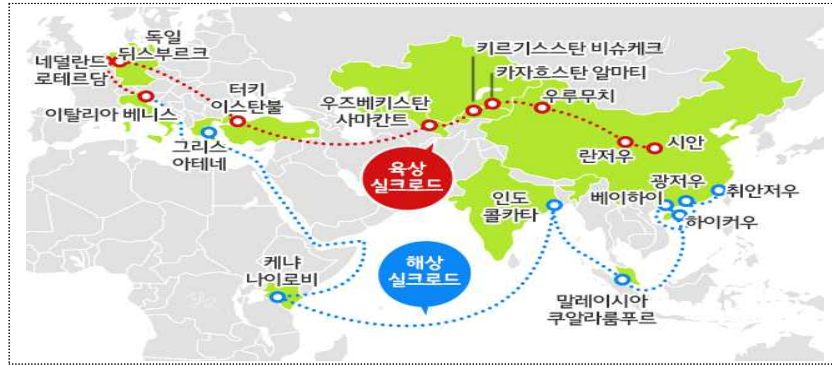 독일
뒤스부르크
네덜란드
로테르담
이탈리아 베니스
터키
이스탄불
그리스
아테네
우즈베키스탄
사마칸트
키르기스스탄 비슈케크
카자흐스탄 알마티
우루무치
란저우
시안
육상
실크로드
인도
콜카타
베이하이
광저우
취안저우
하이커우
케냐
나이로비
해상
실크로드
말레이시아
쿠알라룸푸르